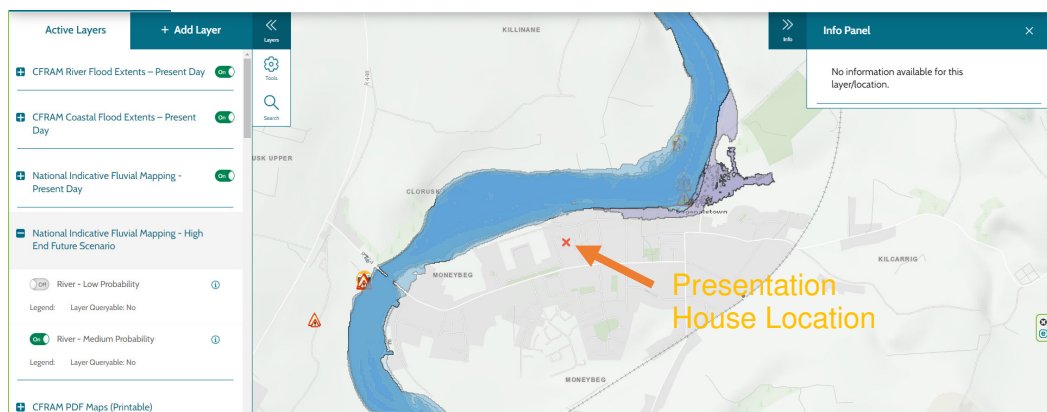 Active Layers
+ Add Layer
Layers
Tools
Search
Info
Info Panel
No information available for this
layer/location.
CFRAM River Flood Extents – Present Day
On
CFRAM Coastal Flood Extents – Present
Day
On
National Indicative Fluvial Mapping -
Present Day
On
National Indicative Fluvial Mapping - High
End Future Scenario
Off
River - Low Probability
Legend: Layer Queryable: No
On
River - Medium Probability
Legend: Layer Queryable: No
CFRAM PDF Maps (Printable)
KILLINANE
USK UPPER
CLORUSK
MONEYBEG
KILCARRIG
MONEYBEG
Presentation
House Location